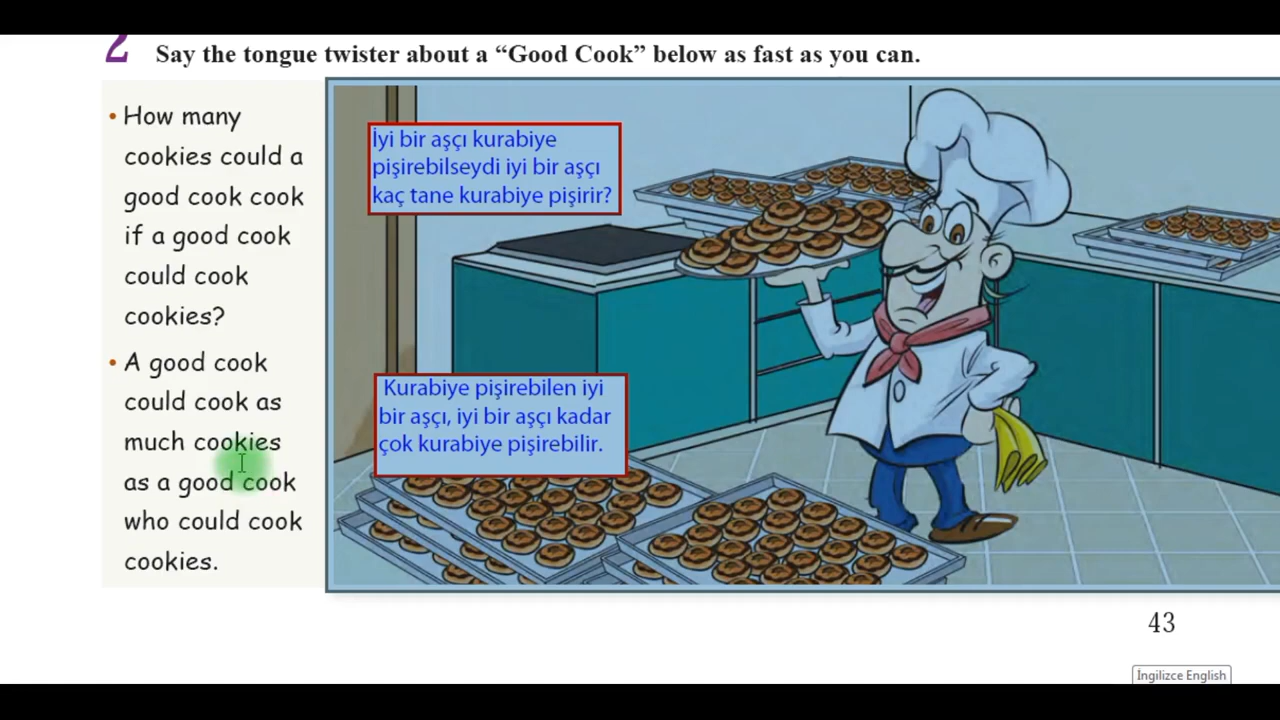 2 Say the tongue twister about a “Good Cook” below as fast as you can.
• How many
cookies could a
good cook cook
if a good cook
could cook
cookies?
• A good cook
could cook as
much cookies
as a good cook
who could cook
cookies.
İyi bir aşçı kurabiye
pişirebilseydi iyi bir aşçı
kaç tane kurabiye pişirir?
Kurabiye pişirebilen iyi
bir aşçı, iyi bir aşçı kadar
çok kurabiye pişirebilir.
43
İngilizce English